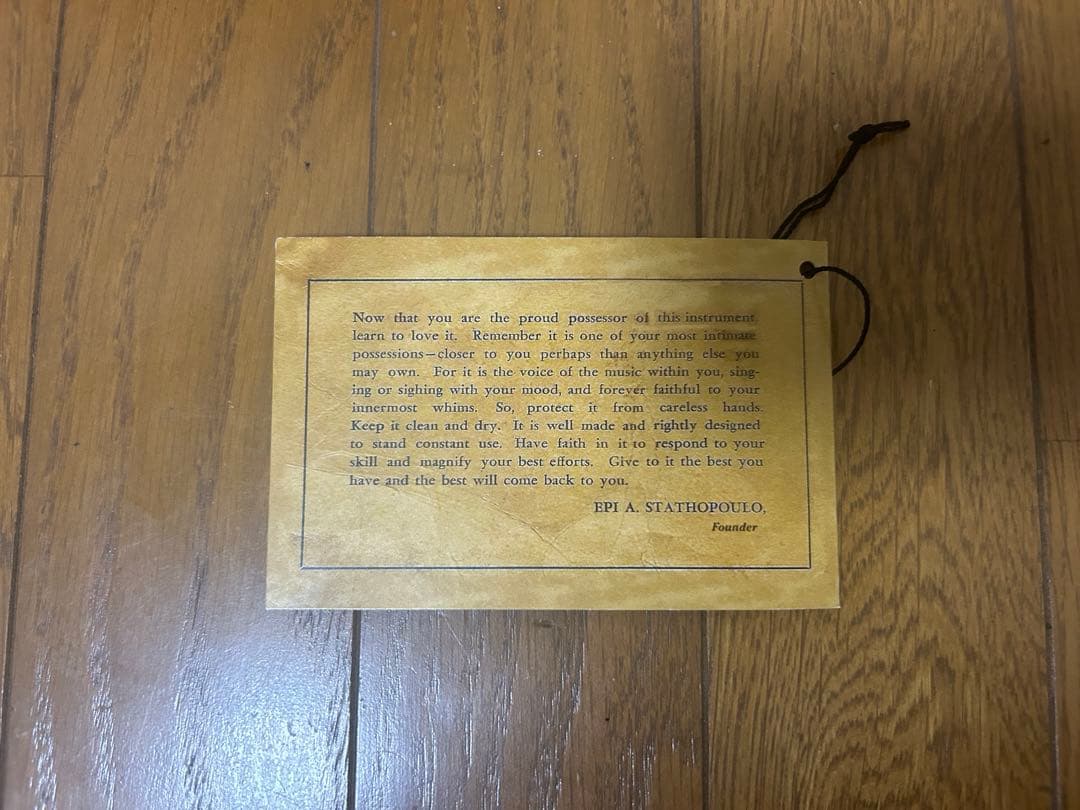 Now that you are the proud possessor of this instrument
learn to love it. Remember it is one of your most intimate
possessions—closer to you perhaps than anything else you
may own. For it is the voice of the music within you, sing-
ing or sighing with your mood, and forever faithful to your
innermost whims. So, protect it from careless hands.
Keep it clean and dry. It is well made and rightly designed
to stand constant use. Have faith in it to respond to your
skill and magnify your best efforts. Give to it the best you
have and the best will come back to you.
EPI A. STATHOPOULO,
Founder